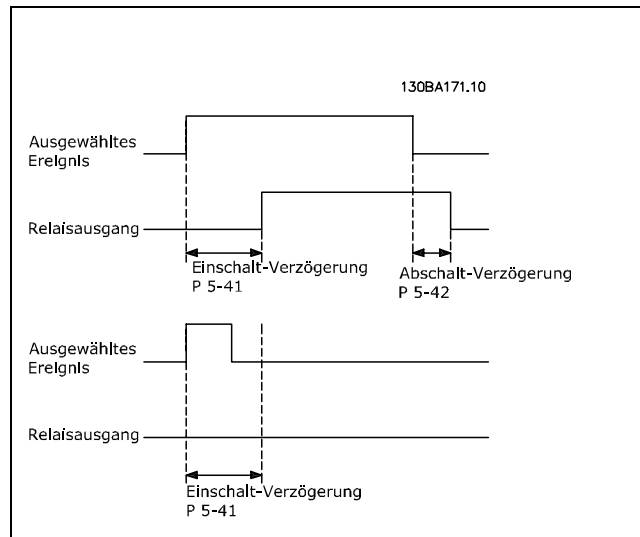 130BA171.10
Ausgewähltes
Ereignis
Relaisausgang
Einschalt-Verzögerung
P 5-41
Abschalt-Verzögerung
P 5-42
Ausgewähltes
Ereignis
Relaisausgang
Einschalt-Verzögerung
P 5-41